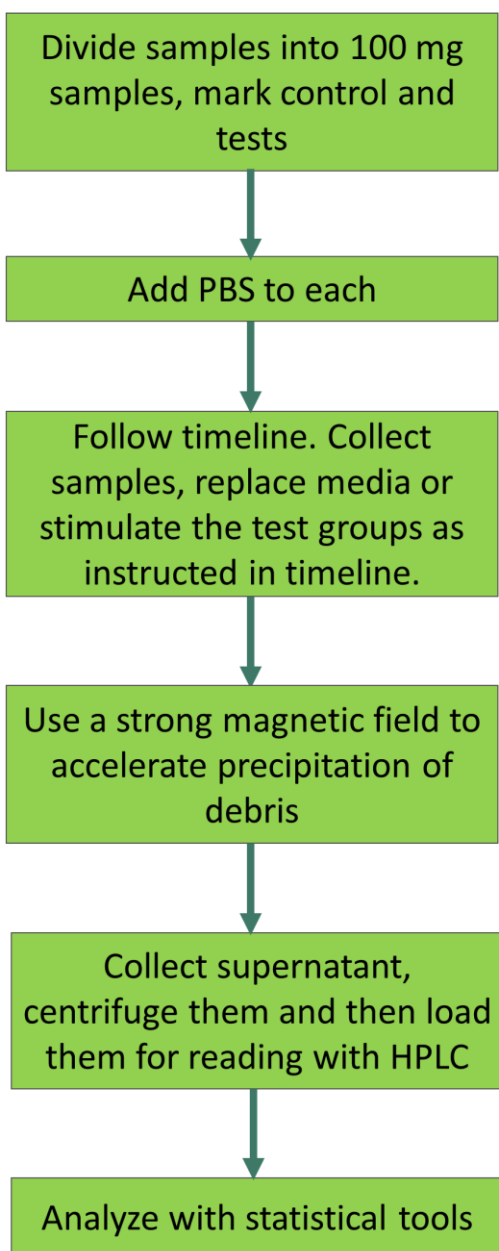 Divide samples into 100 mg
samples, mark control and
tests
Add PBS to each
Follow timeline. Collect
samples, replace media or
stimulate the test groups as
instructed in timeline.
Use a strong magnetic field to
accelerate precipitation of
debris
Collect supernatant,
centrifuge them and then load
them for reading with HPLC
Analyze with statistical tools